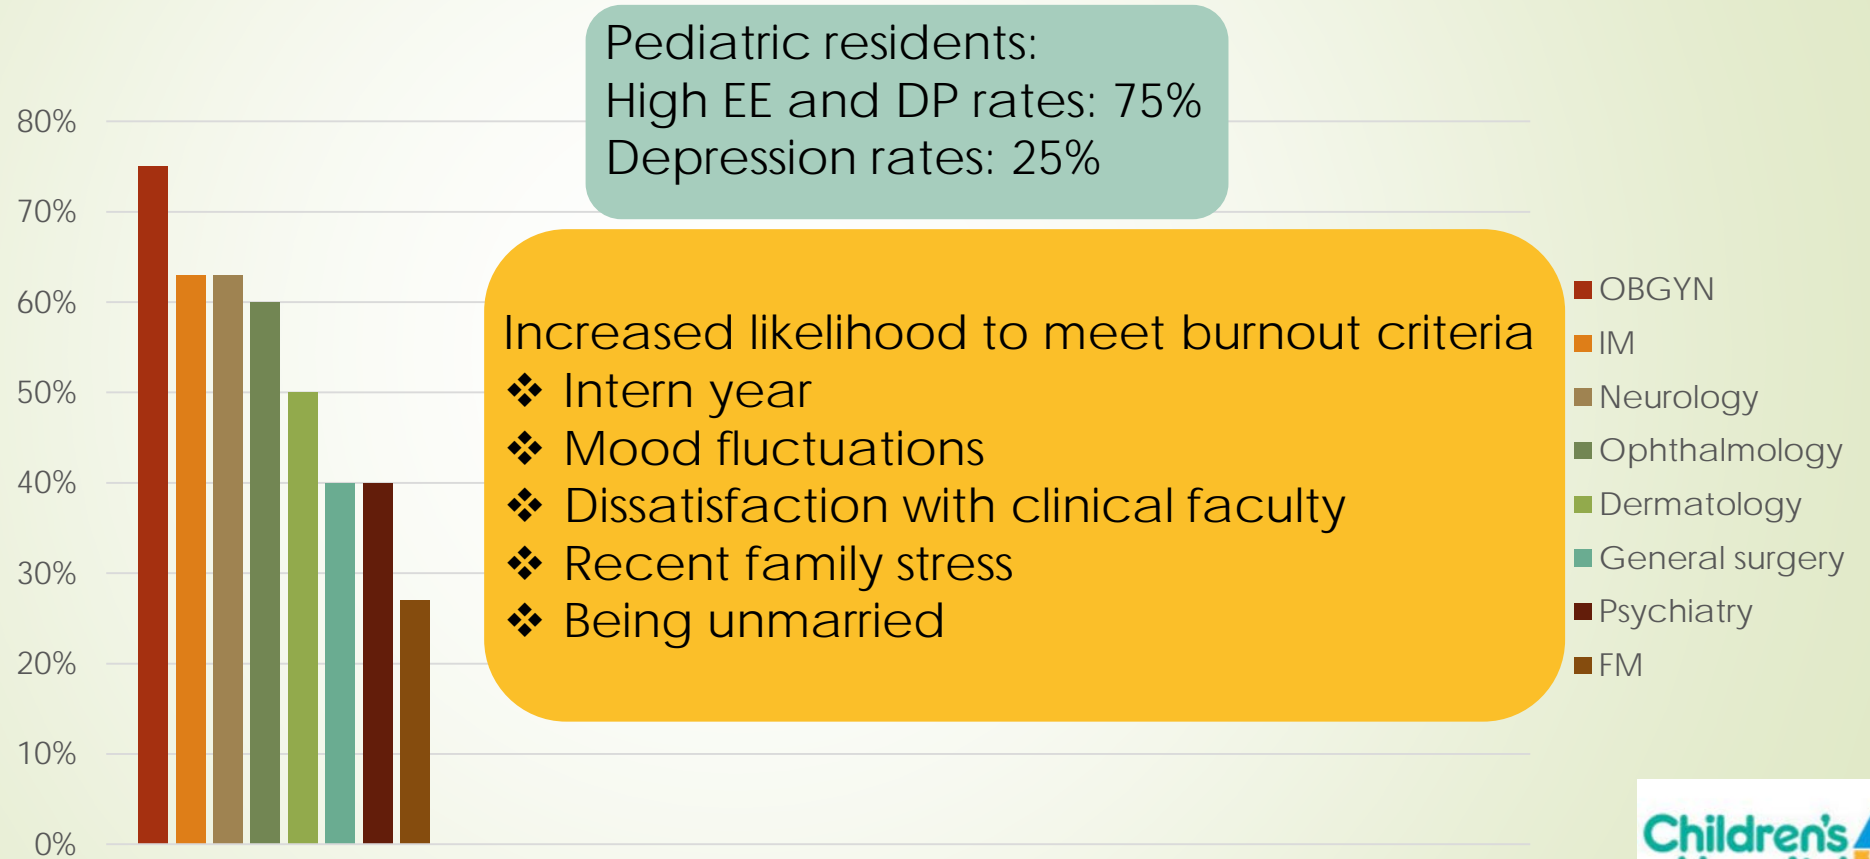 Pediatric residents:
High EE and DP rates: 75%
Depression rates: 25%
80%
70%
60%
50%
40%
30%
20%
10%
0%
Increased likelihood to meet burnout criteria
❖ Intern year
❖ Mood fluctuations
❖ Dissatisfaction with clinical faculty
❖ Recent family stress
❖ Being unmarried
OBGYN
IM
Neurology
Ophthalmology
Dermatology
General surgery
Psychiatry
FM
Children's